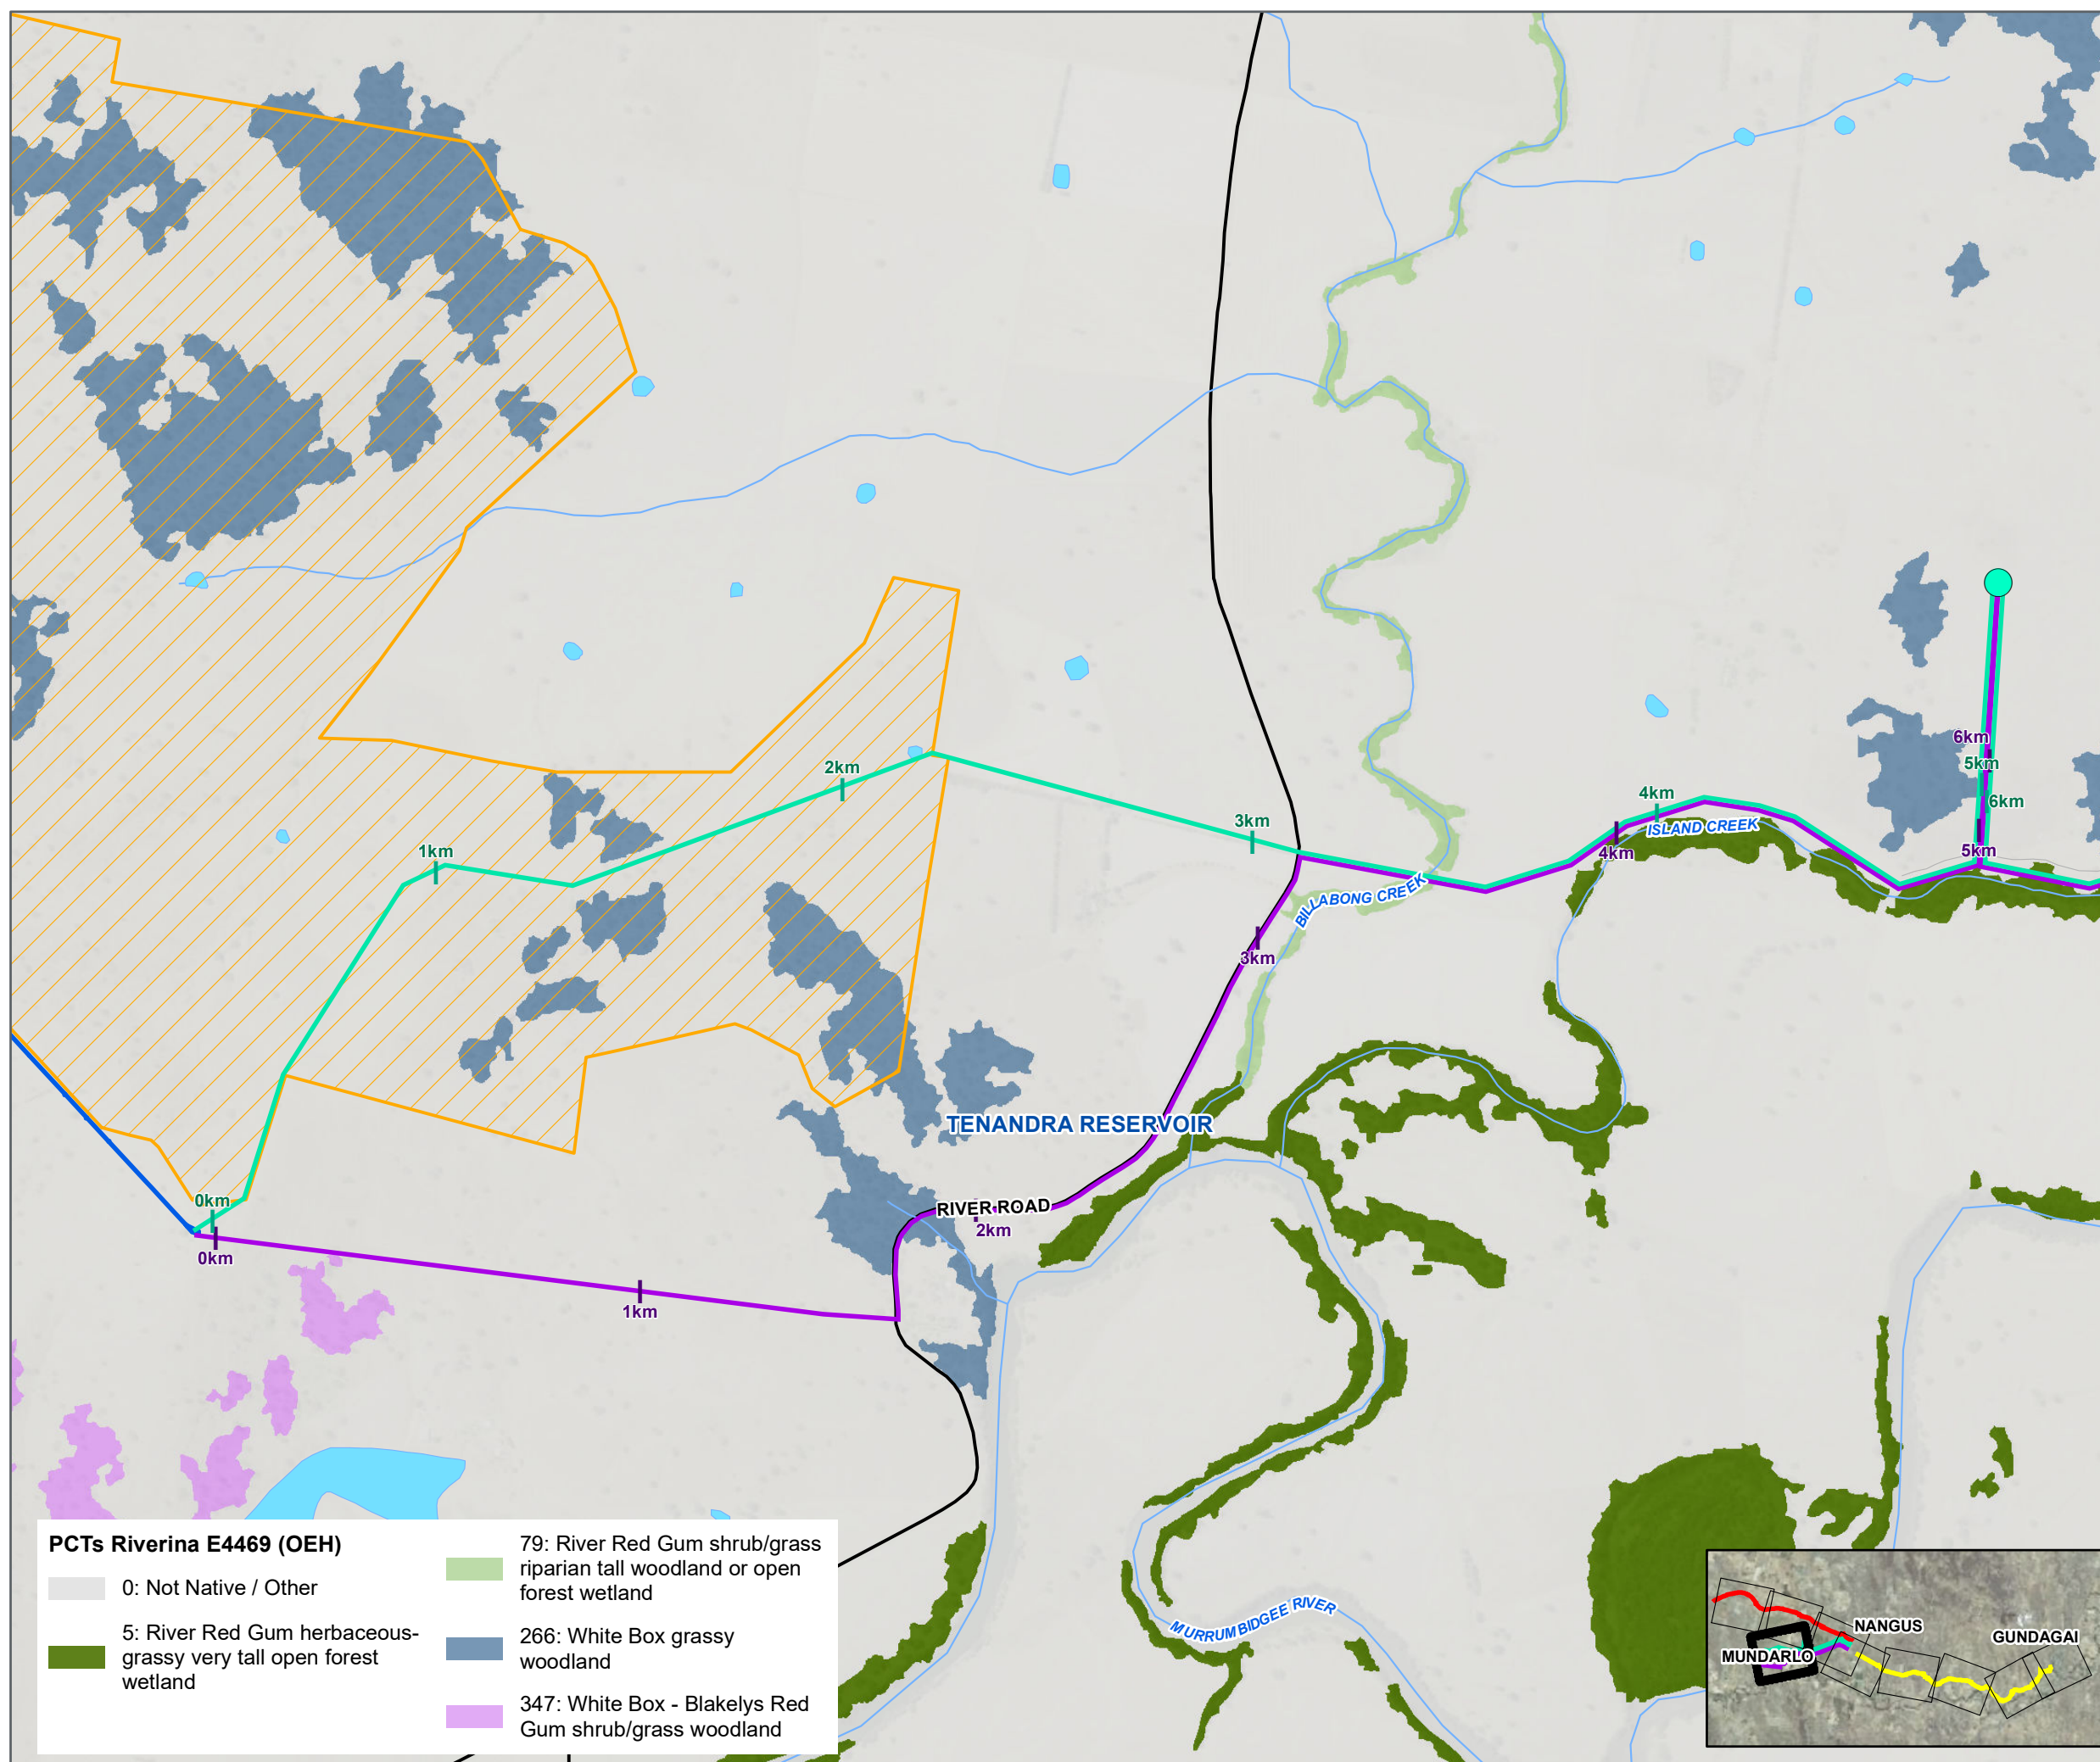 2km
1km
3km
4km
6km
5km
6km
ISLAND CREEK
4km
5km
BILLABONG CREEK
3km
TENANDRA RESERVOIR
0km
RIVER ROAD
2km
0km
1km
MURRUMBIDGEE RIVER
PCTs Riverina E4469 (OEH)
0: Not Native / Other
5: River Red Gum herbaceous-
grassy very tall open forest
wetland
79: River Red Gum shrub/grass
riparian tall woodland or open
forest wetland
266: White Box grassy
woodland
347: White Box - Blakelys Red
Gum shrub/grass woodland
NANGUS
GUNDAGAI
MUNDARLO